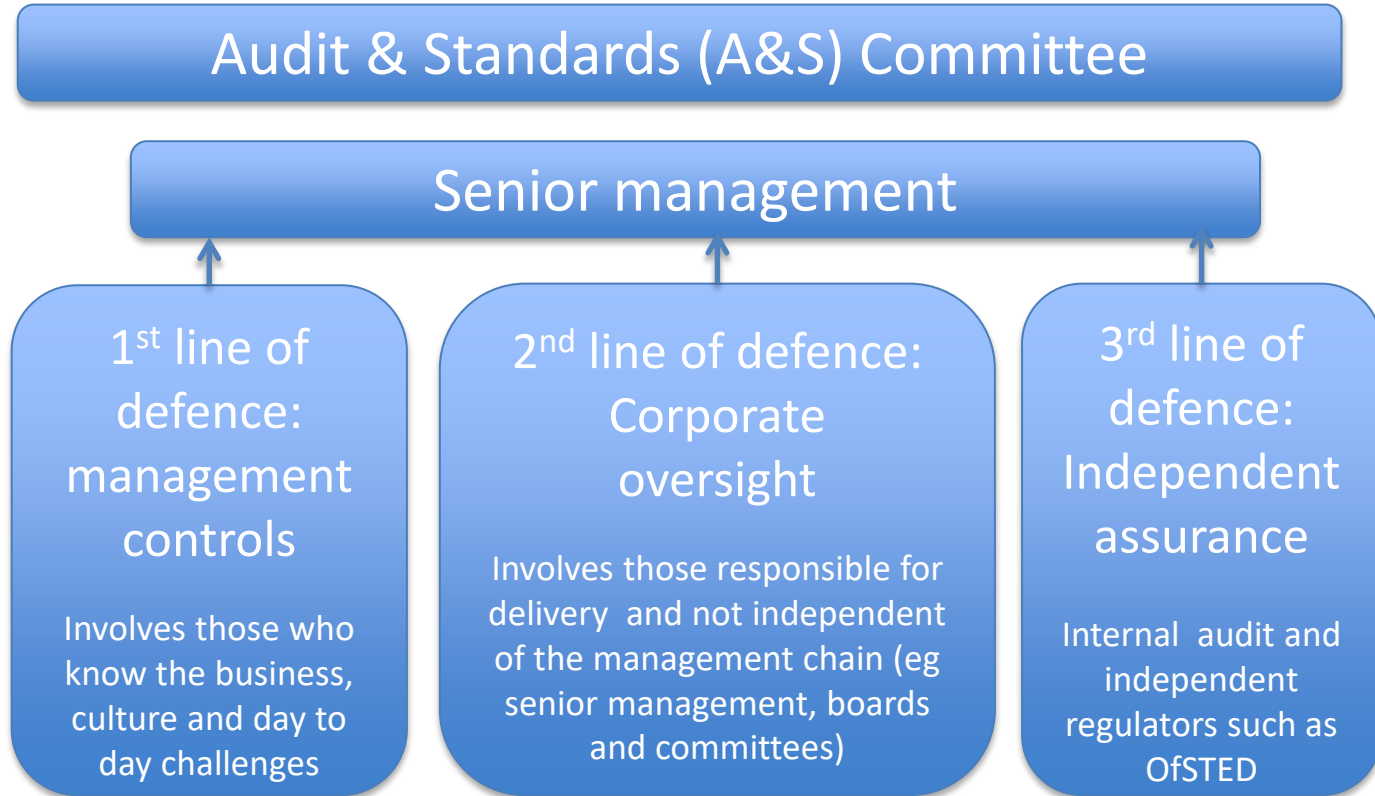 Audit & Standards (A&S) Committee
Senior management
1st line of
defence:
management
controls
Involves those who
know the business,
culture and day to
day challenges
2nd line of defence:
Corporate
oversight
Involves those responsible for
delivery  and not independent
of the management chain (eg
senior management, boards
and committees)
3rd line of
defence:
Independent
assurance
Internal  audit and
independent
regulators such as
OfSTED